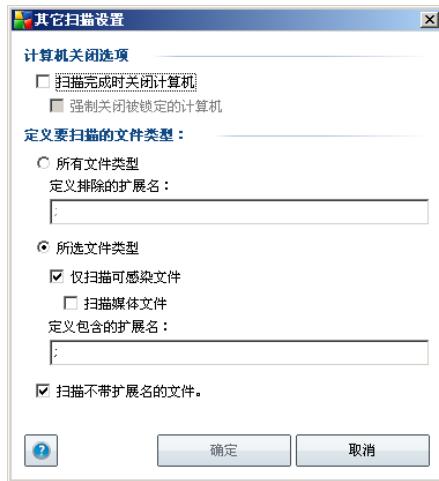 其它扫描设置
计算机关闭选项
扫描完成时关闭计算机
强制关闭被锁定的计算机
定义要扫描的文件类型：
所有文件类型
定义排除的扩展名：
;
所选文件类型
仅扫描可感染文件
扫描媒体文件
定义包含的扩展名：
;
扫描不带扩展名的文件。
?
确定
取消